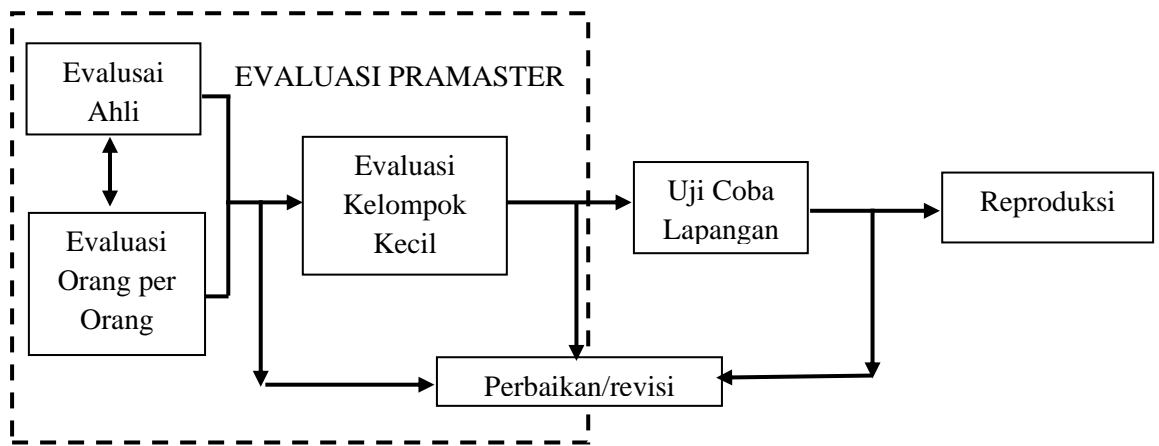 Evalusai
Ahli
EVALUASI PRAMASTER
Evaluasi
Orang per
Orang
Evaluasi
Kelompok
Kecil
Uji Coba
Lapangan
Reproduksi
Perbaikan/revisi